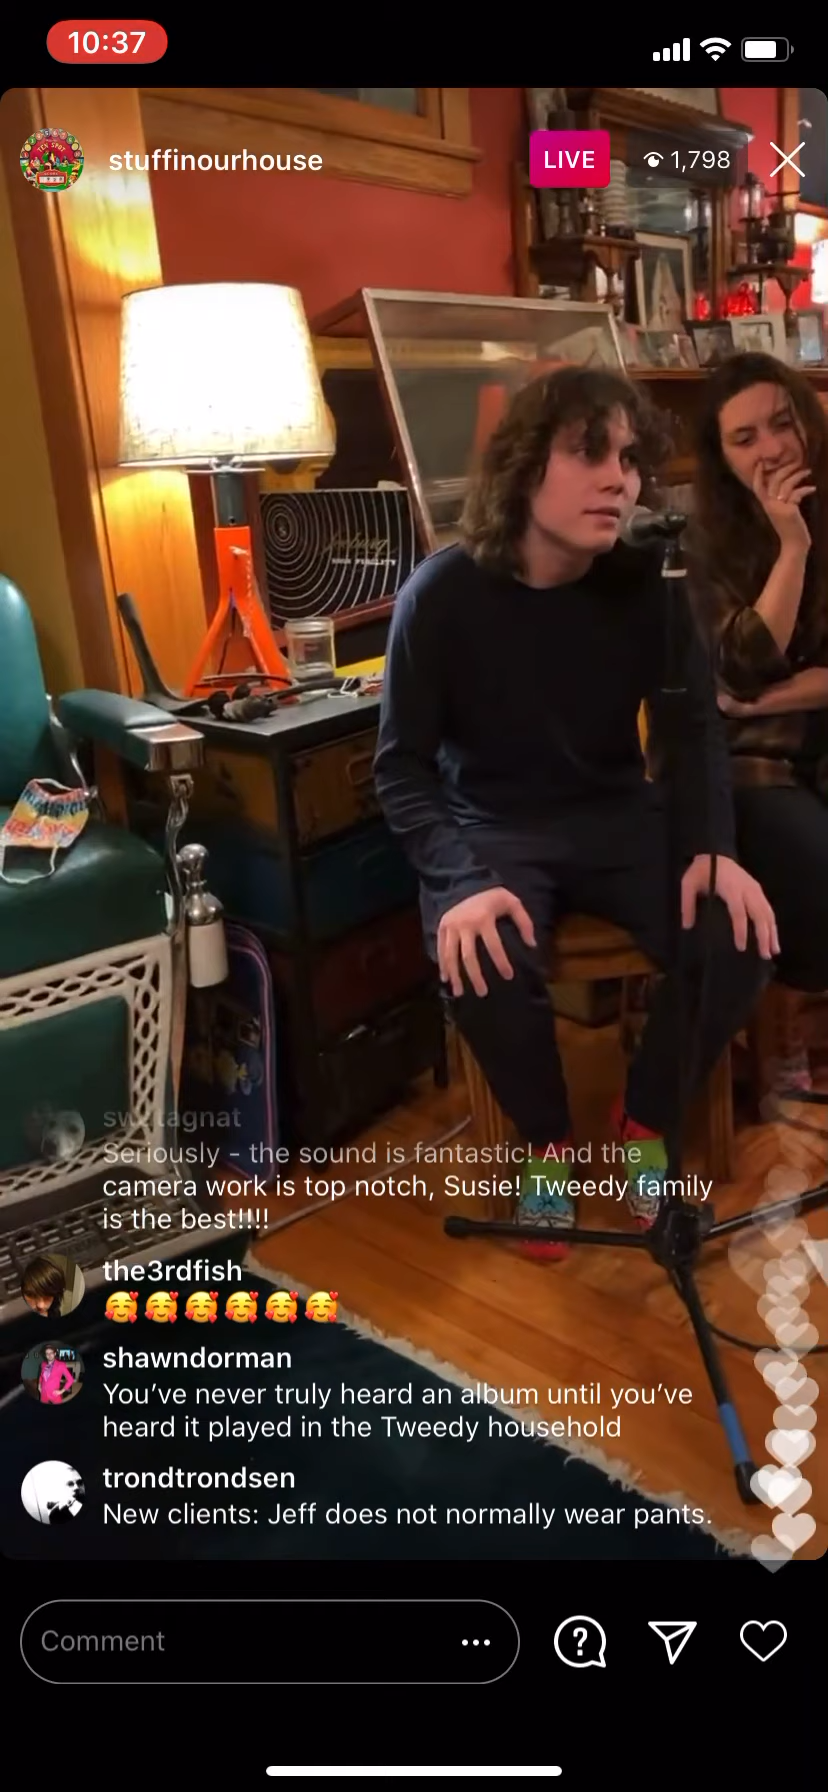 10:37
stuffinourhouse
LIVE
1,798
HIGH FIDELITY
Seriously - the sound is fantastic! And the
camera work is top notch, Susie! Tweedy family
is the best!!!!
the3rdfish
🥰🥰🥰🥰🥰🥰
shawndorman
You’ve never truly heard an album until you’ve
heard it played in the Tweedy household
trondtrondsen
New clients: Jeff does not normally wear pants.
Comment